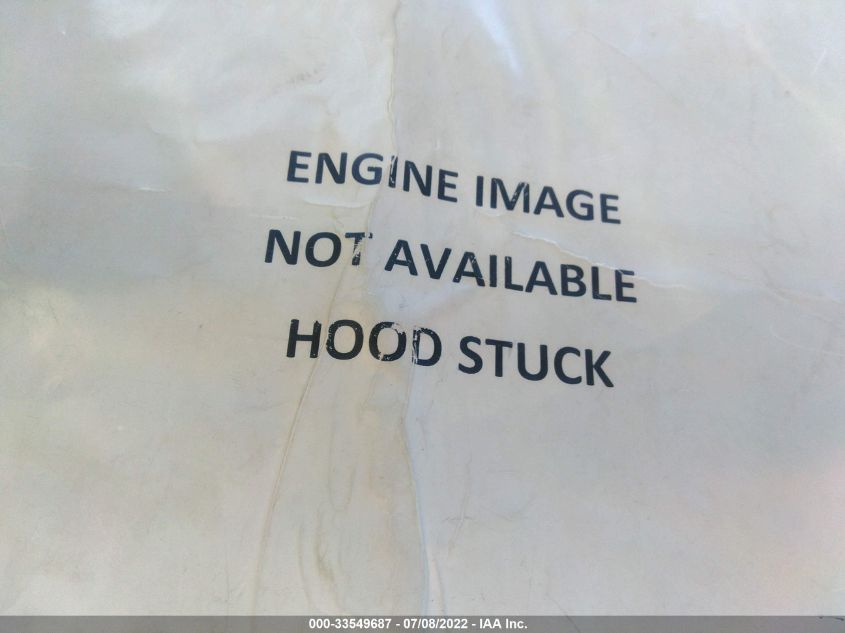 ENGINE IMAGE
NOT AVAILABLE
HOOD STUCK
000-33549687 - 07/08/2022 - IAA Inc.